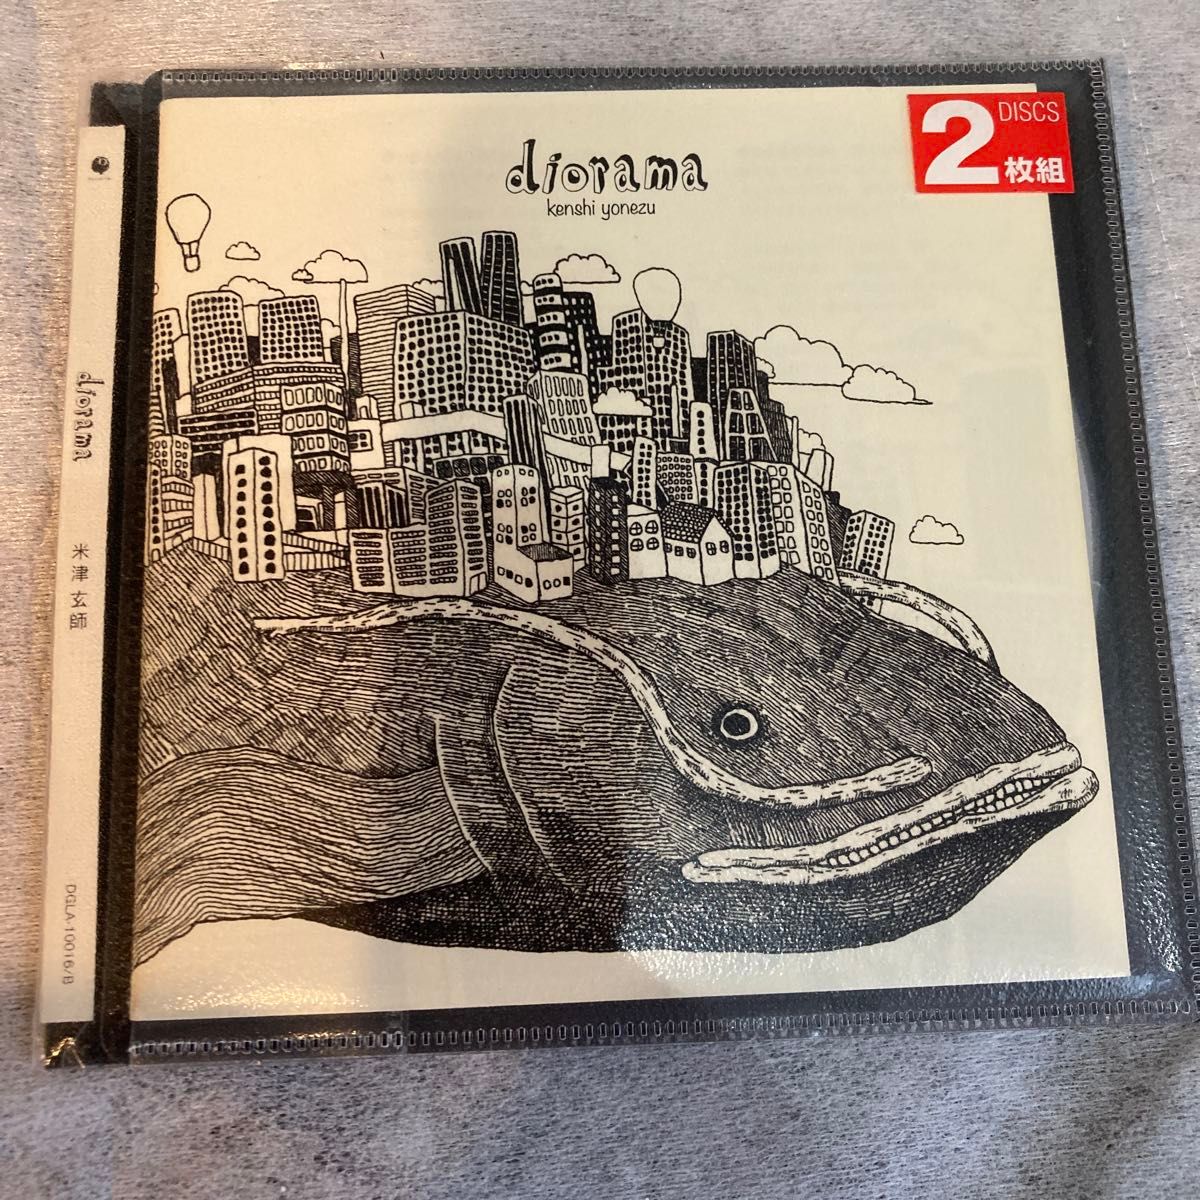 diorama
kenshi yonezu
2 DISCS
枚組
diorama
米津玄師
DGLA-10016/B